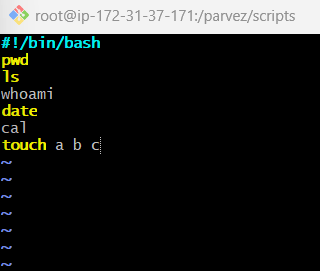 root@ip-172-31-37-171:/parvez/scripts
#!/bin/bash
pwd
ls
whoami
date
cal
touch a b c
~
~
~
~
~
~
~